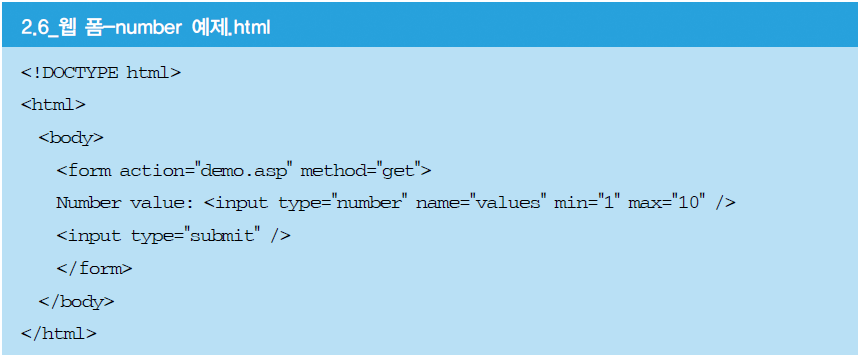 2.6_웹 폼-number 예제.html
<!DOCTYPE html>
<html>
<body>
<form action="demo.asp" method="get">
Number value: <input type="number" name="values" min="1" max="10" />
<input type="submit" />
</form>
</body>
</html>